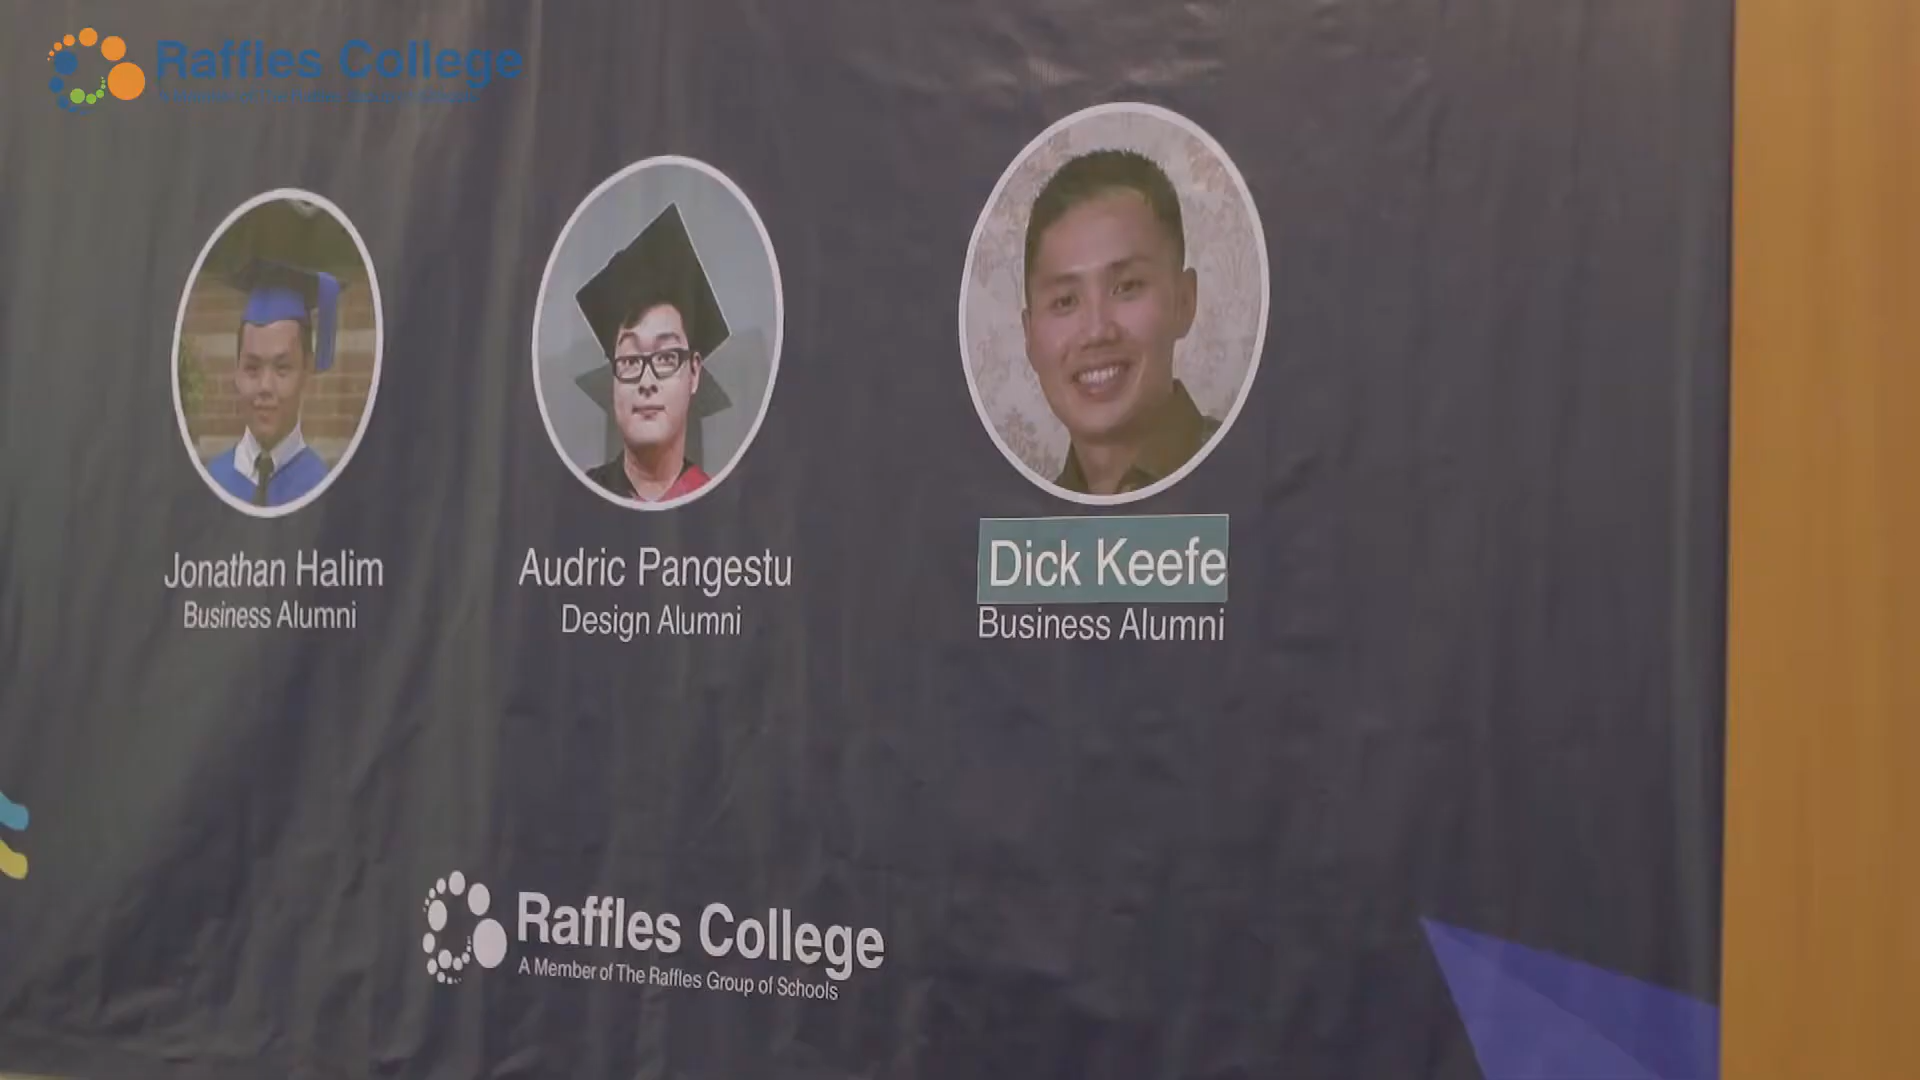 Raffles College
Jonathan Halim
Business Alumni
Audric Pangestu
Design Alumni
Dick Keefe
Business Alumni
Raffles College
A Member of The Raffles Group of Schools